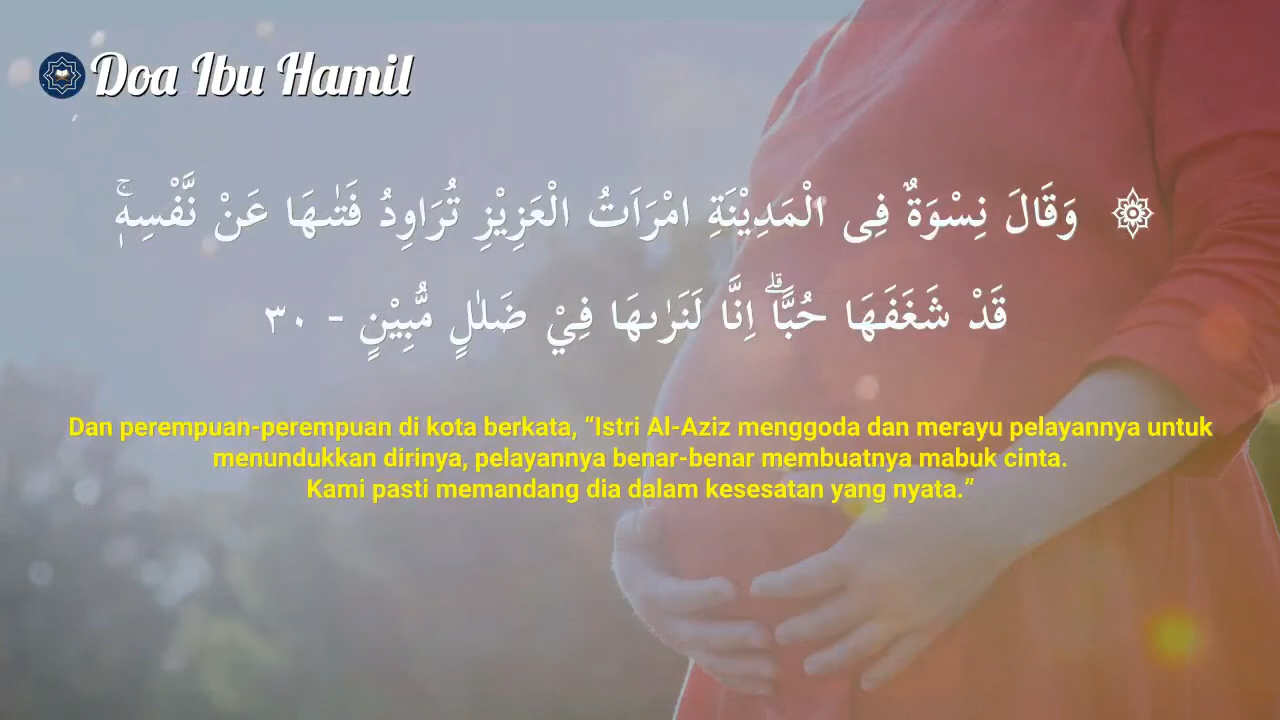 Doa Ibu Hamil
۞ وَقَالَ نِسْوَةٌ فِى الْمَدِيْنَةِ امْرَاَتُ الْعَزِيْزِ تُرَاوِدُ فَتٰىهَا عَنْ نَّفْسِهٖۚ
قَدْ شَغَفَهَا حُبًّاۗ اِنَّا لَنَرٰىهَا فِيْ ضَلٰلٍ مُّبِيْنٍ - ٣٠
Dan perempuan-perempuan di kota berkata, “Istri Al-Aziz menggoda dan merayu pelayannya untuk
menundukkan dirinya, pelayannya benar-benar membuatnya mabuk cinta.
Kami pasti memandang dia dalam kesesatan yang nyata.”